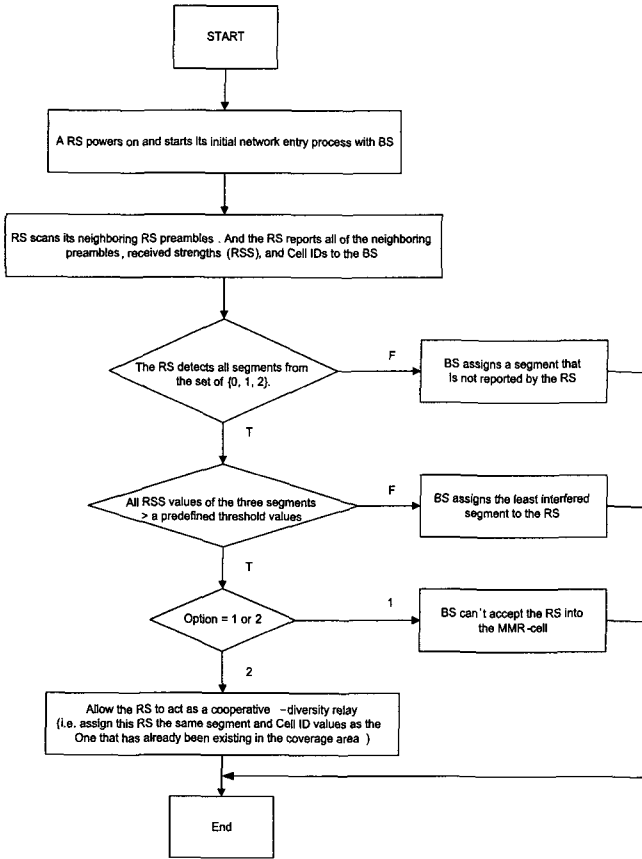 START
A RS powers on and starts Its initial network entry process with BS
RS scans its neighboring RS preambles . And the RS reports all of the neighboring
preambles , received strengths (RSS), and Cell IDs to the BS
The RS detects all segments from
the set of {0, 1, 2}.
F
BS assigns a segment that
is not reported by the RS
T
All RSS values of the three segments
> a predefined threshold values
F
BS assigns the least interfered
segment to the RS
T
Option = 1 or 2
1
BS can't accept the RS into
the MMR-cell
2
Allow the RS to act as a cooperative –diversity relay
(i.e. assign this RS the same segment and Cell ID values as the
One that has already been existing in the coverage area )
End